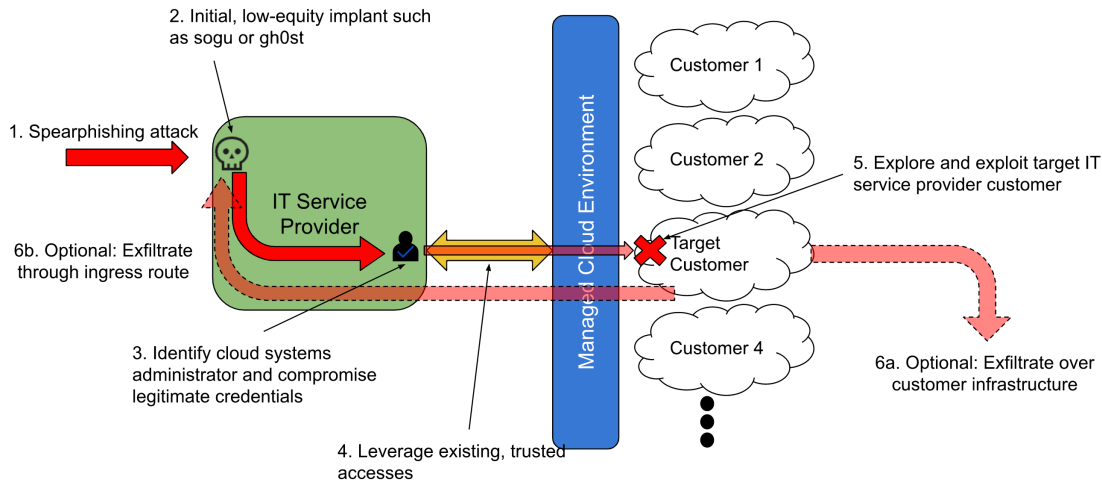 2. Initial, low-equity implant such
as sogu or gh0st
1. Spearphishing attack
IT Service
Provider
6b. Optional: Exfiltrate
through ingress route
3. Identify cloud systems
administrator and compromise
legitimate credentials
4. Leverage existing, trusted
accesses
Managed Cloud Environment
Customer 1
Customer 2
5. Explore and exploit target IT
service provider customer
Target
Customer
Customer 4
6a. Optional: Exfiltrate over
customer infrastructure